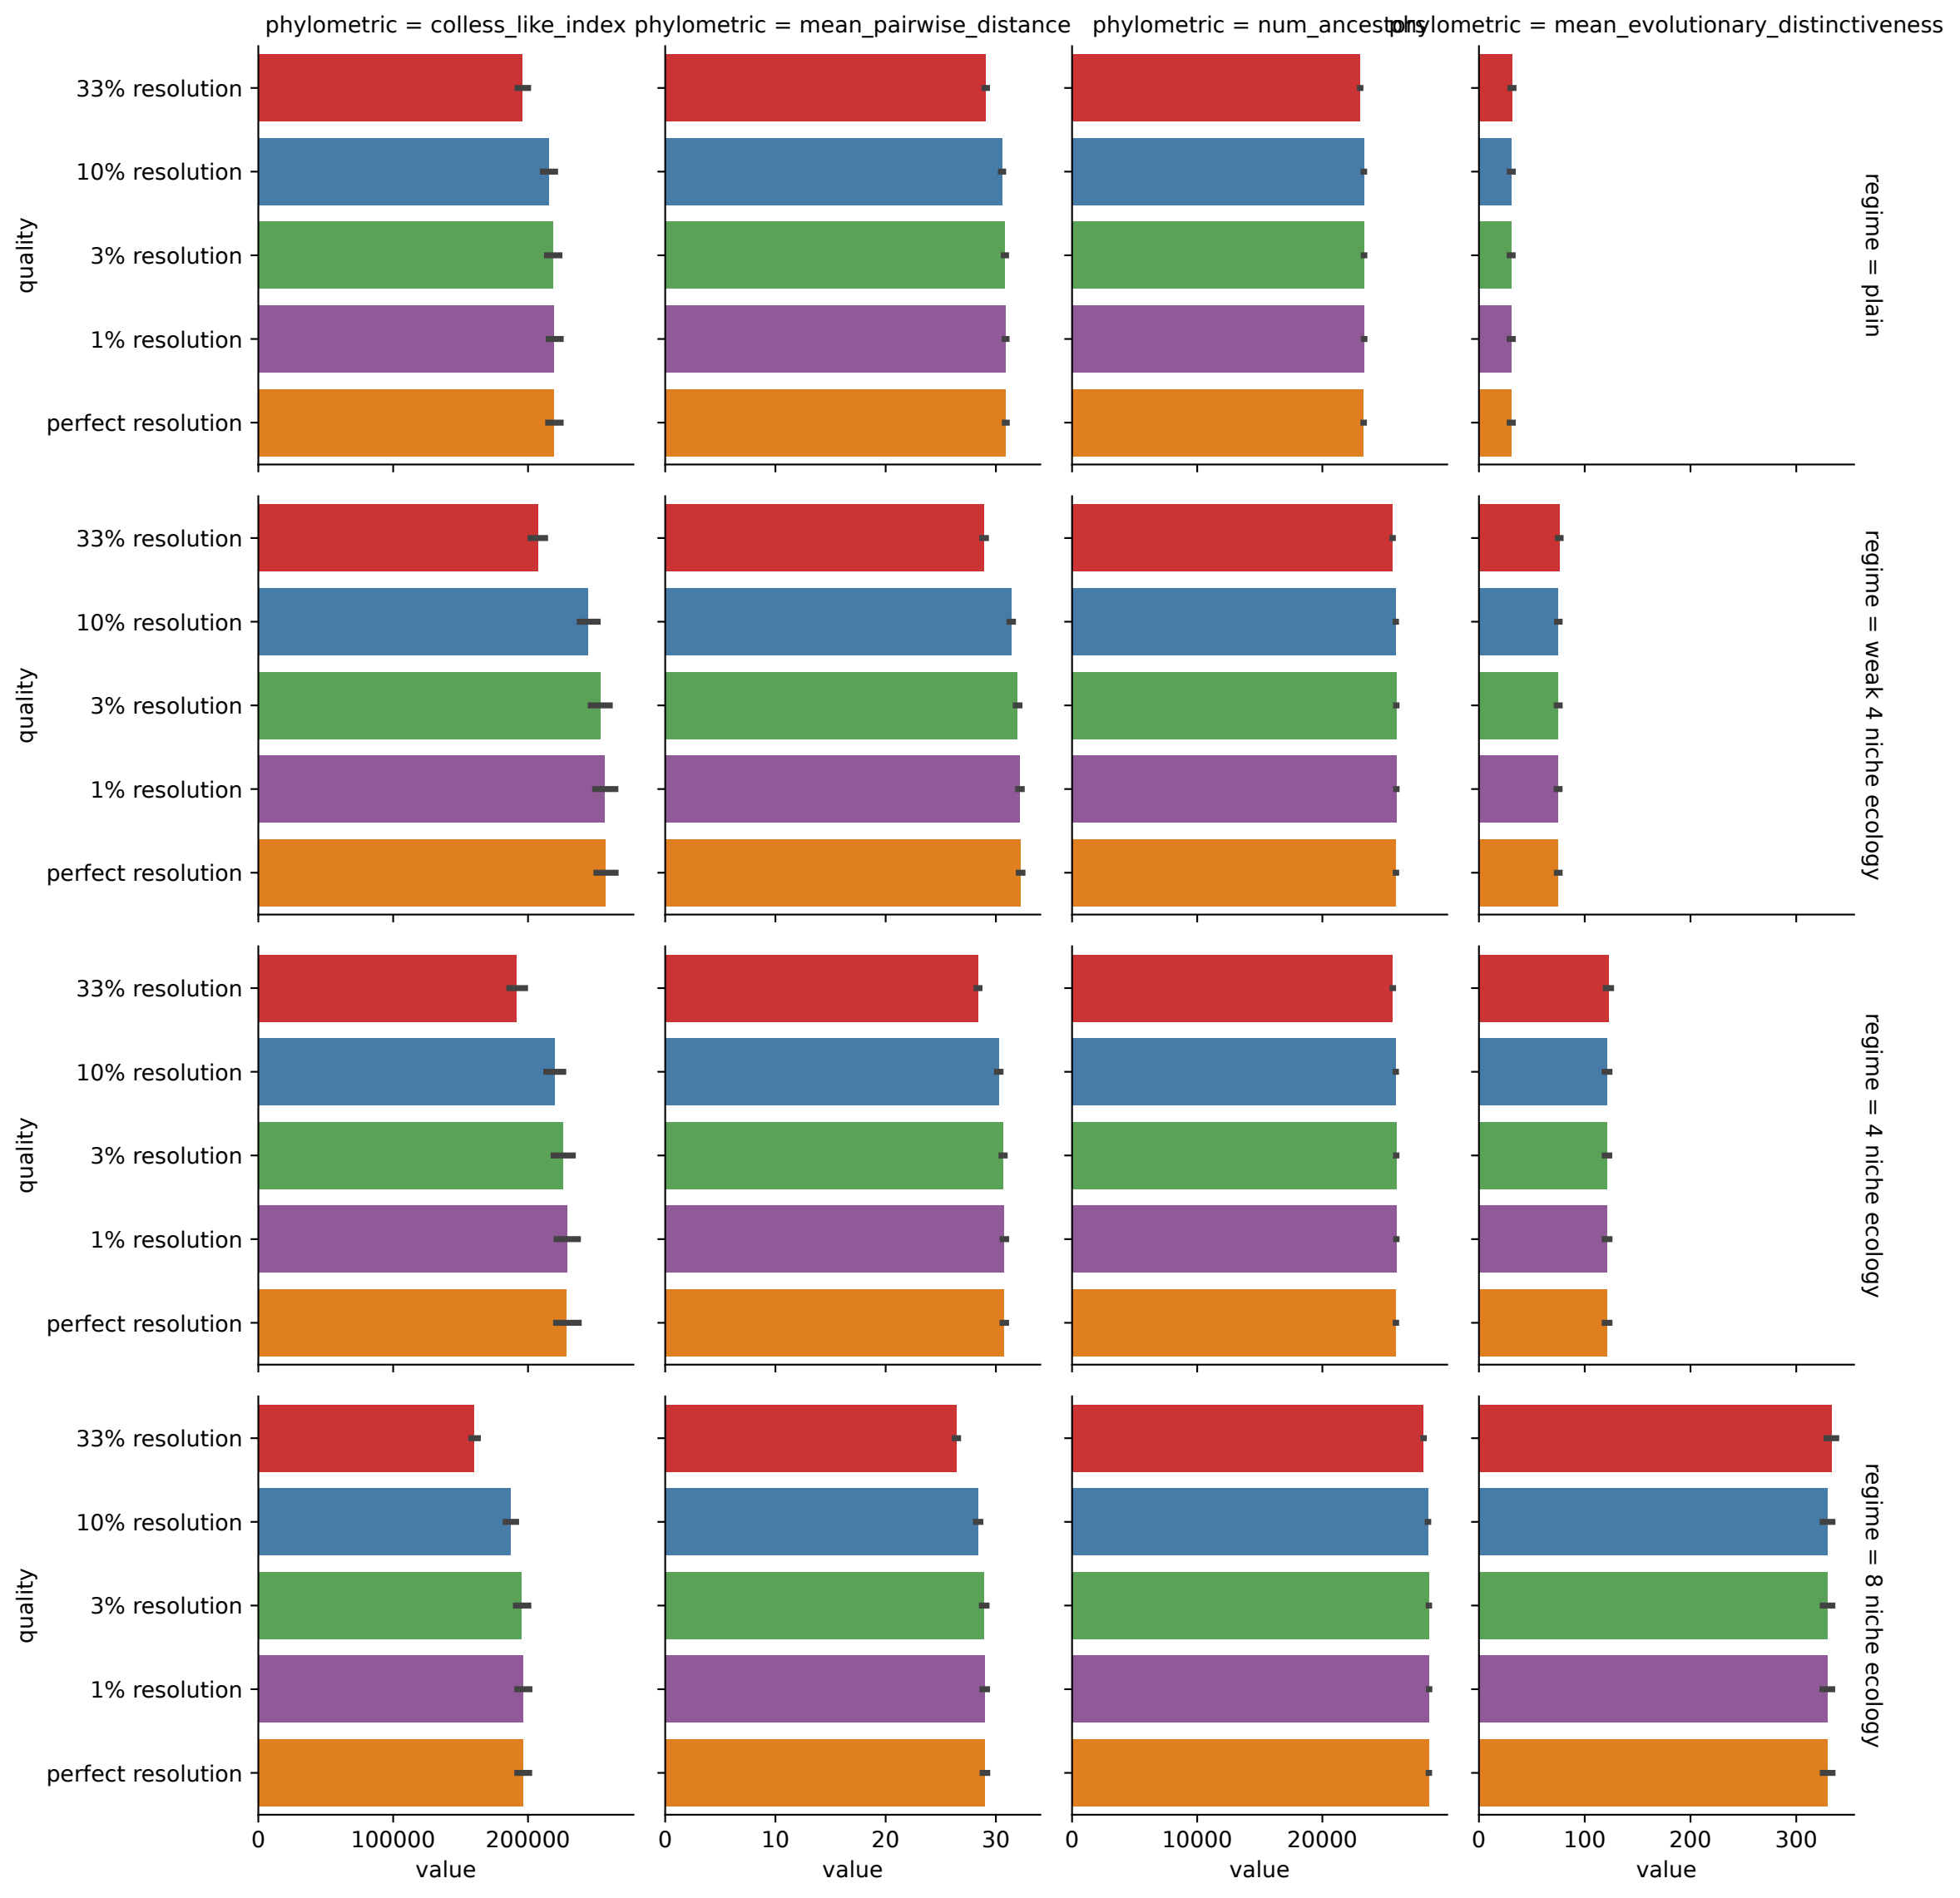 phylometric = colless_like_index
phylometric = mean_pairwise_distance
phylometric = num_ancestors
phylometric = mean_evolutionary_distinctiveness
quality
33% resolution
10% resolution
3% resolution
1% resolution
perfect resolution
regime = plain
quality
33% resolution
10% resolution
3% resolution
1% resolution
perfect resolution
regime = weak 4 niche ecology
quality
33% resolution
10% resolution
3% resolution
1% resolution
perfect resolution
regime = 4 niche ecology
quality
33% resolution
10% resolution
3% resolution
1% resolution
perfect resolution
regime = 8 niche ecology
0 100000 200000
0 10 20 30
0 10000 20000
0 100 200 300
value
value
value
value